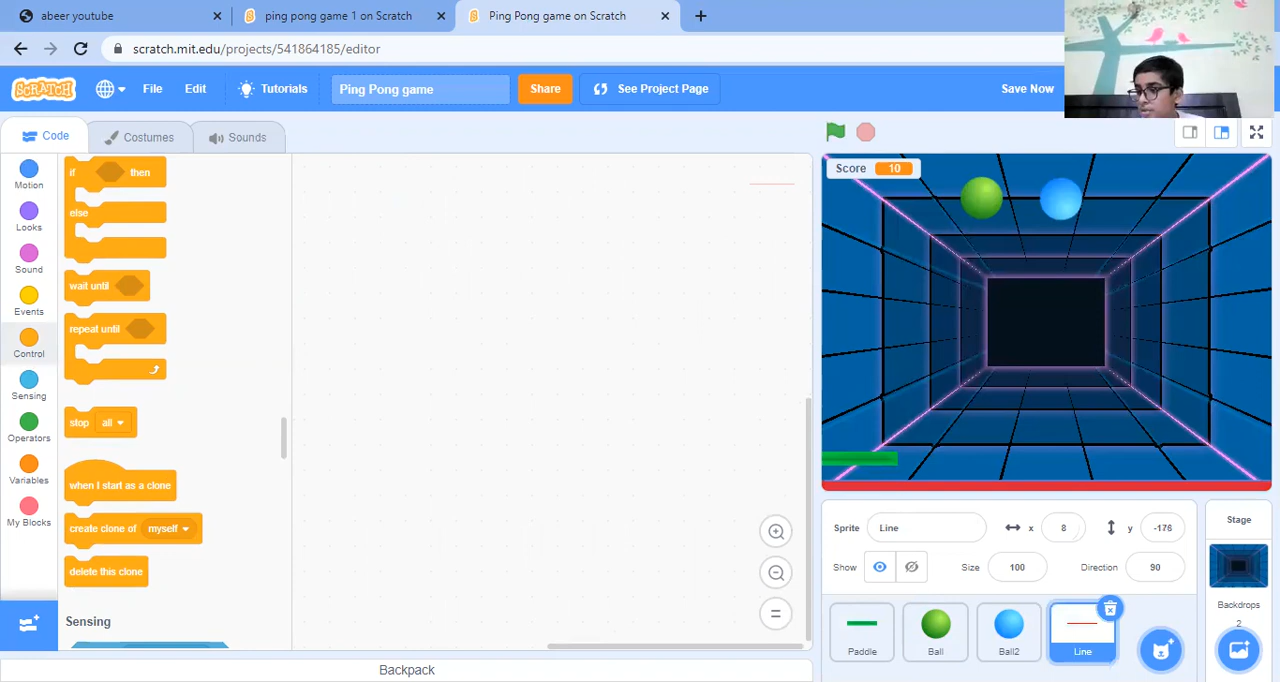 abeer youtube
ping pong game 1 on Scratch
Ping Pong game on Scratch
scratch.mit.edu/projects/541864185/editor
SCRATCH
File
Edit
Tutorials
Ping Pong game
Share
See Project Page
Save Now
Code
Costumes
Sounds
Motion
Looks
Sound
Events
Control
Sensing
Operators
Variables
My Blocks
if then
else
wait until
repeat until
stop all
when I start as a clone
create clone of myself
delete this clone
Sensing
Backpack
Score 10
Sprite Line x 8 y -176
Show Size 100 Direction 90
Paddle
Ball
Ball2
Line
Stage
Backdrops
2